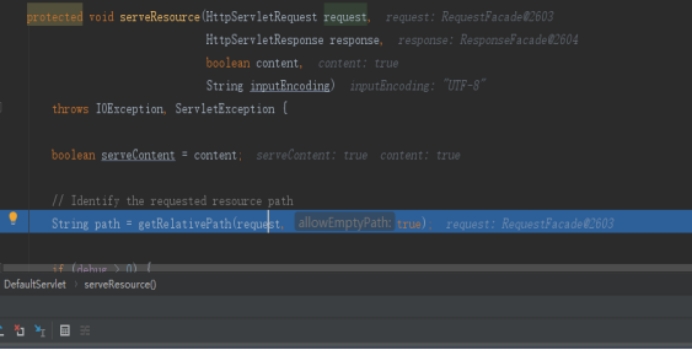 protected void serveResource(HttpServletRequest request, request: RequestFacade@2603
HttpServletResponse response, response: ResponseFacade@2604
boolean content, content: true
String inputEncoding) inputEncoding: "UTF-8"
throws IOException, ServletException {
boolean serveContent = content; serveContent: true content: true
// Identify the requested resource path
String path = getRelativePath(request, allowEmptyPath: true); request: RequestFacade@2603
if (debug > 0) {
DefaultServlet > serveResource()